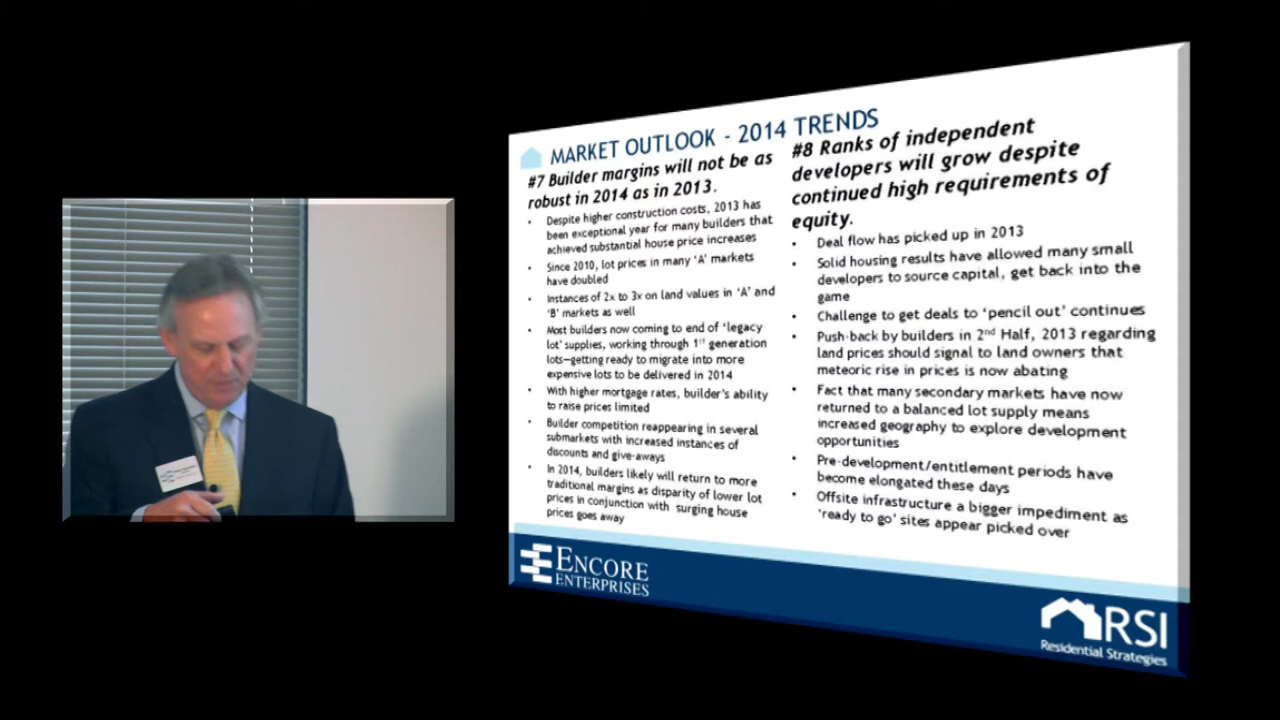 MARKET OUTLOOK - 2014 TRENDS
#7 Builder margins will not be as
robust in 2014 as in 2013.
• Despite higher construction costs, 2013 has
been exceptional year for many builders that
achieved substantial house price increases
• Since 2010, lot prices in many 'A' markets
have doubled
• Instances of 2x to 3x on land values in 'A' and
'B' markets as well
• Most builders now coming to end of 'legacy
lot' supplies, working through 1st generation
lots—getting ready to migrate into more
expensive lots to be delivered in 2014
• With higher mortgage rates, builder's ability
to raise prices limited
• Builder competition reappearing in several
submarkets with increased instances of
discounts and give-aways
• In 2014, builders likely will return to more
traditional margins as disparity of lower lot
prices in conjunction with surging house
prices goes away
#8 Ranks of independent
developers will grow despite
continued high requirements of
equity.
• Deal flow has picked up in 2013
• Solid housing results have allowed many small
developers to source capital, get back into the
game
• Challenge to get deals to 'pencil out' continues
• Push-back by builders in 2nd Half, 2013 regarding
land prices should signal to land owners that
meteoric rise in prices is now abating
• Fact that many secondary markets have now
returned to a balanced lot supply means
increased geography to explore development
opportunities
• Pre-development/entitlement periods have
become elongated these days
• Offsite infrastructure a bigger impediment as
'ready to go' sites appear picked over
ENCORE
ENTERPRISES
RSI
Residential Strategies